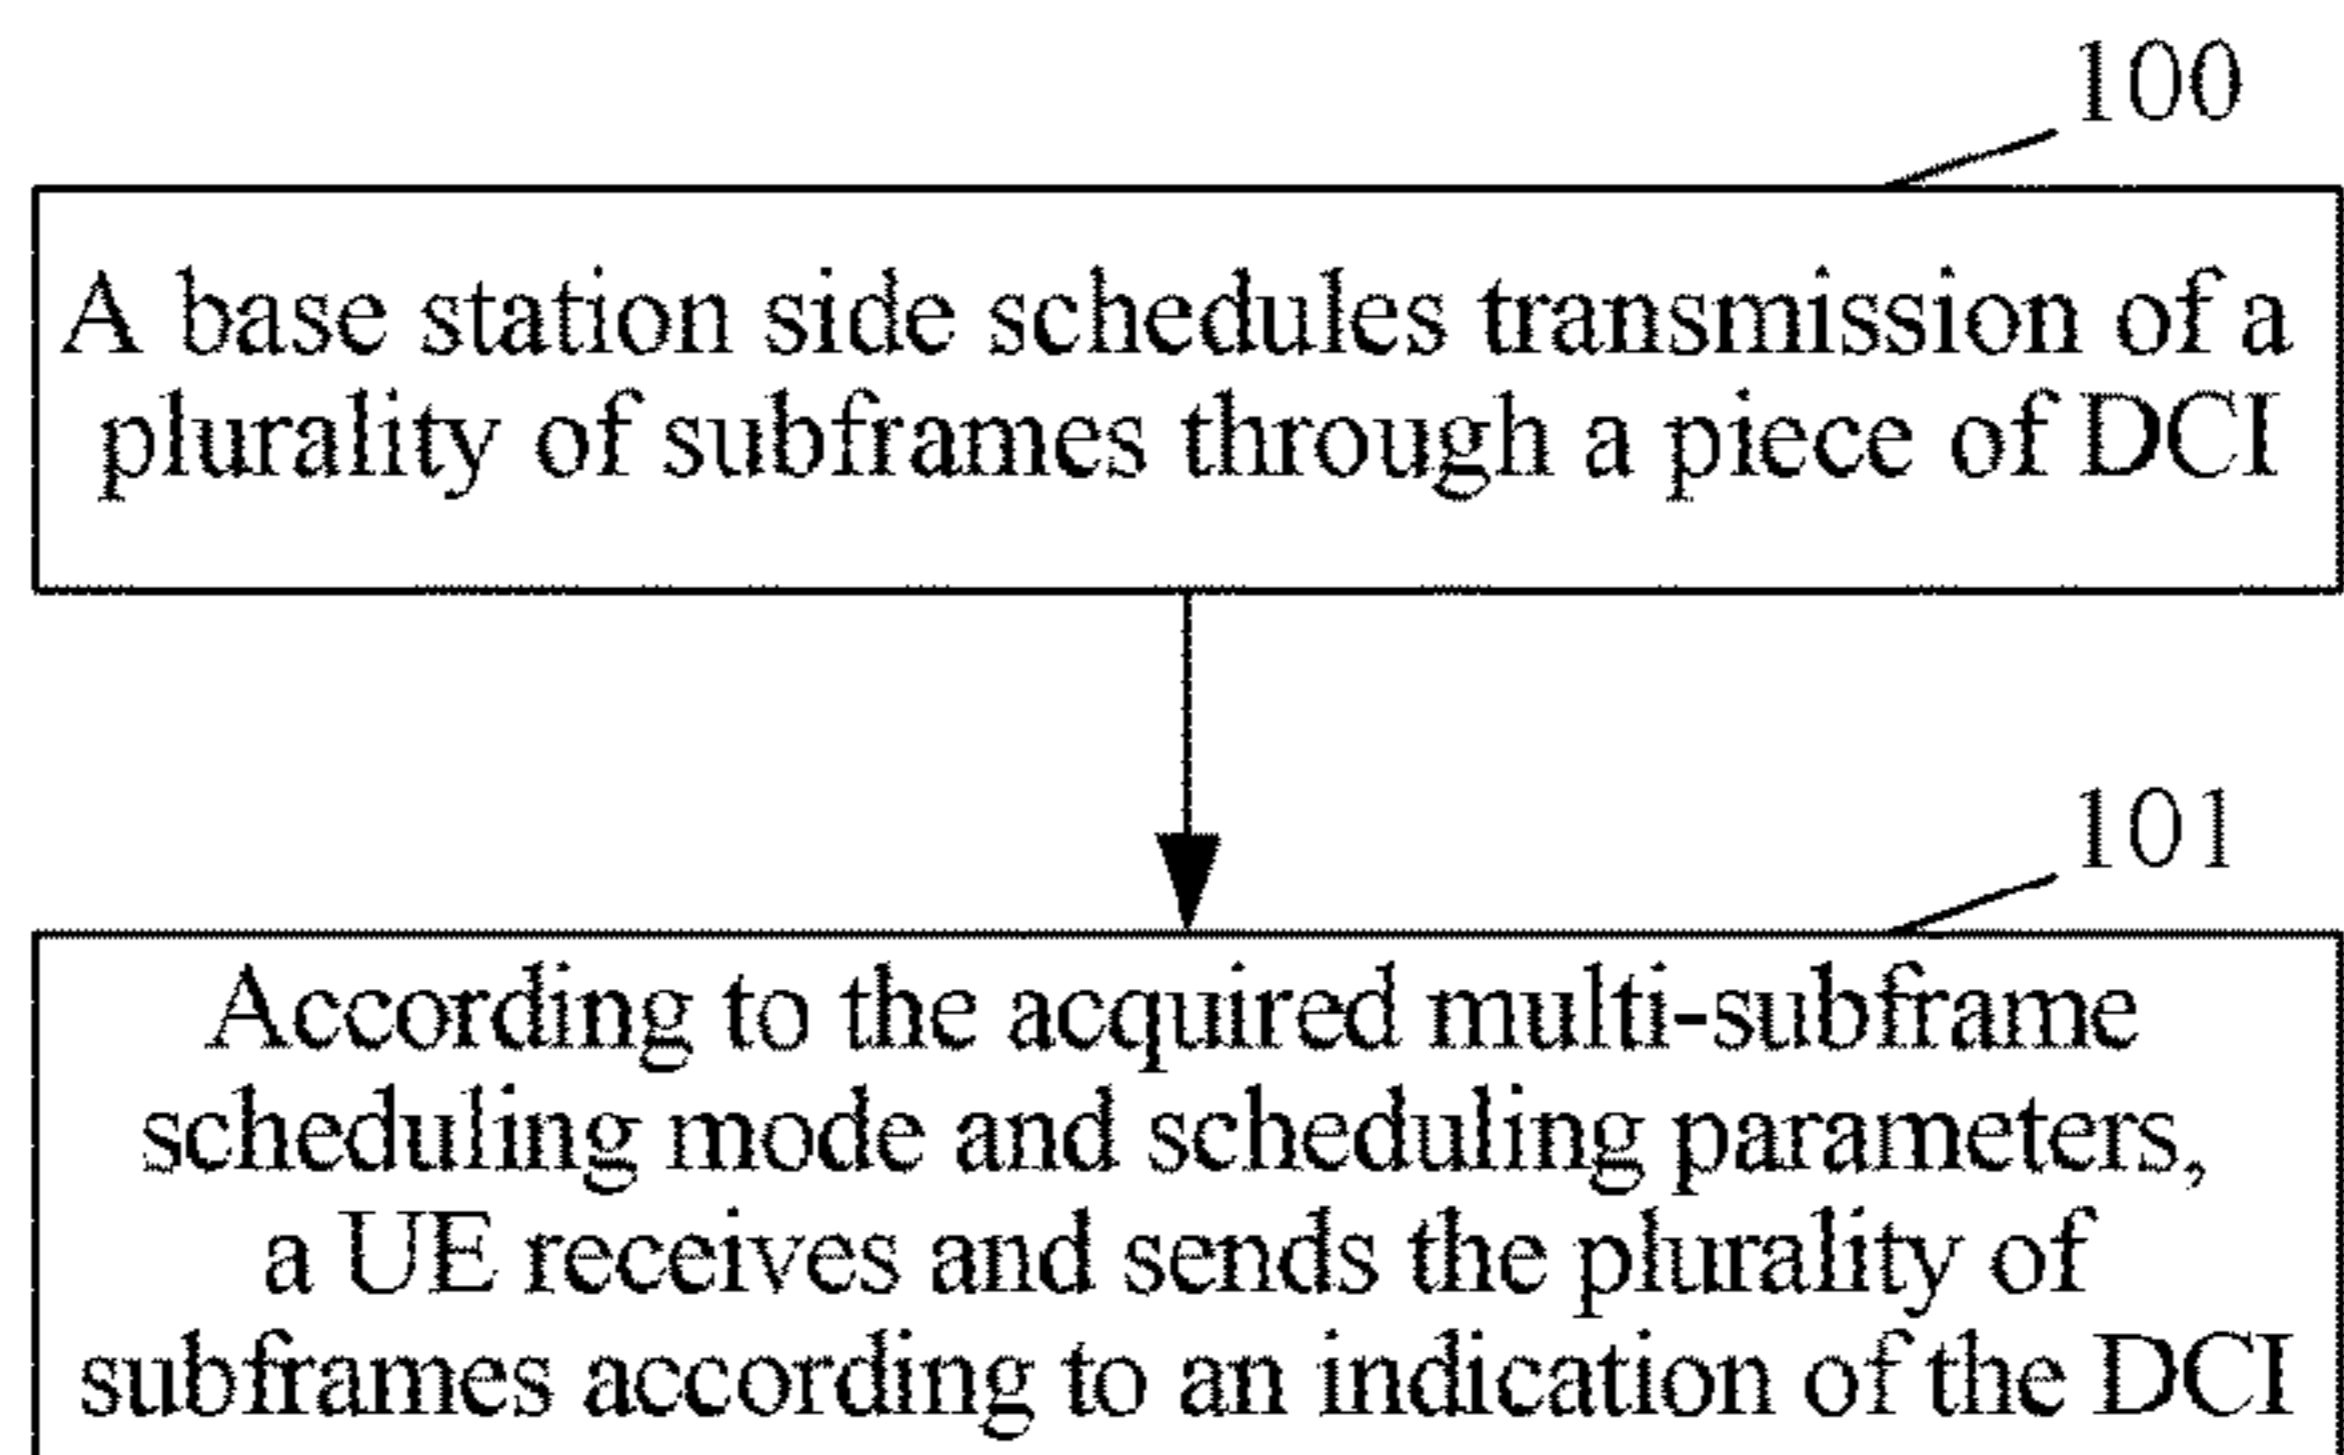 100
A base station side schedules transmission of a
plurality of subframes through a piece of DCI
101
According to the acquired multi-subframe
scheduling mode and scheduling parameters,
a UE receives and sends the plurality of
subframes according to an indication of the DCI